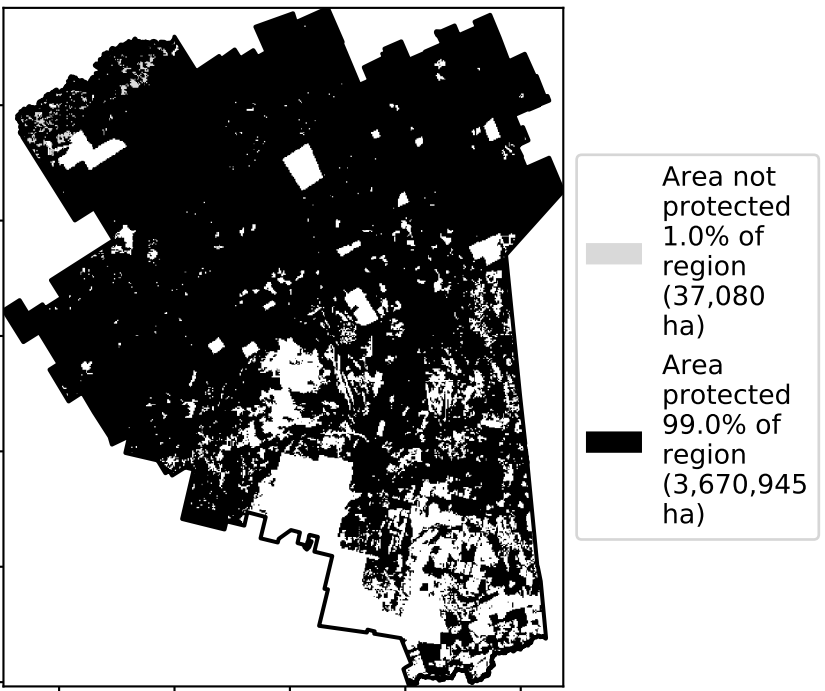 Area not
protected
1.0% of
region
(37,080
ha)
Area
protected
99.0% of
region
(3,670,945
ha)